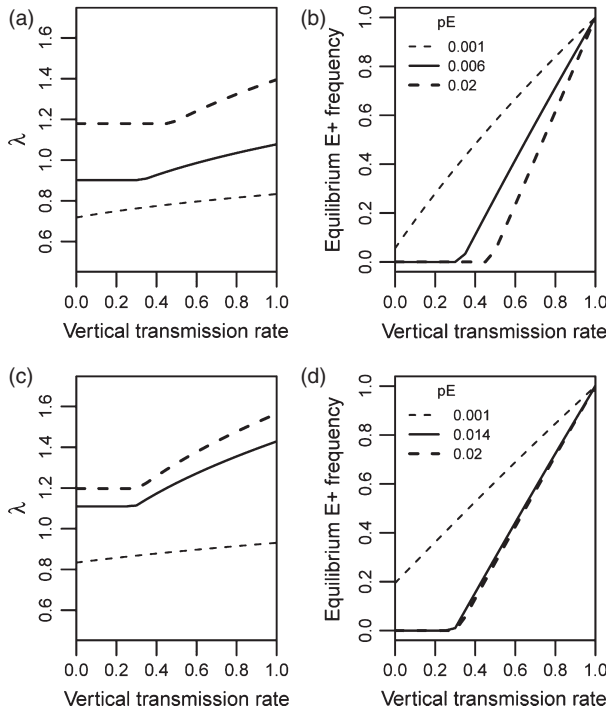 (a)
λ
1.6
1.4
1.2
1.0
0.8
0.6
0.0 0.2 0.4 0.6 0.8 1.0
Vertical transmission rate
(b)
Equilibrium E+ frequency
1.0
0.8
0.6
0.4
0.2
0.0
pE
0.001
0.006
0.02
0.0 0.2 0.4 0.6 0.8 1.0
Vertical transmission rate
(c)
λ
1.6
1.4
1.2
1.0
0.8
0.6
0.0 0.2 0.4 0.6 0.8 1.0
Vertical transmission rate
(d)
Equilibrium E+ frequency
1.0
0.8
0.6
0.4
0.2
0.0
pE
0.001
0.014
0.02
0.0 0.2 0.4 0.6 0.8 1.0
Vertical transmission rate